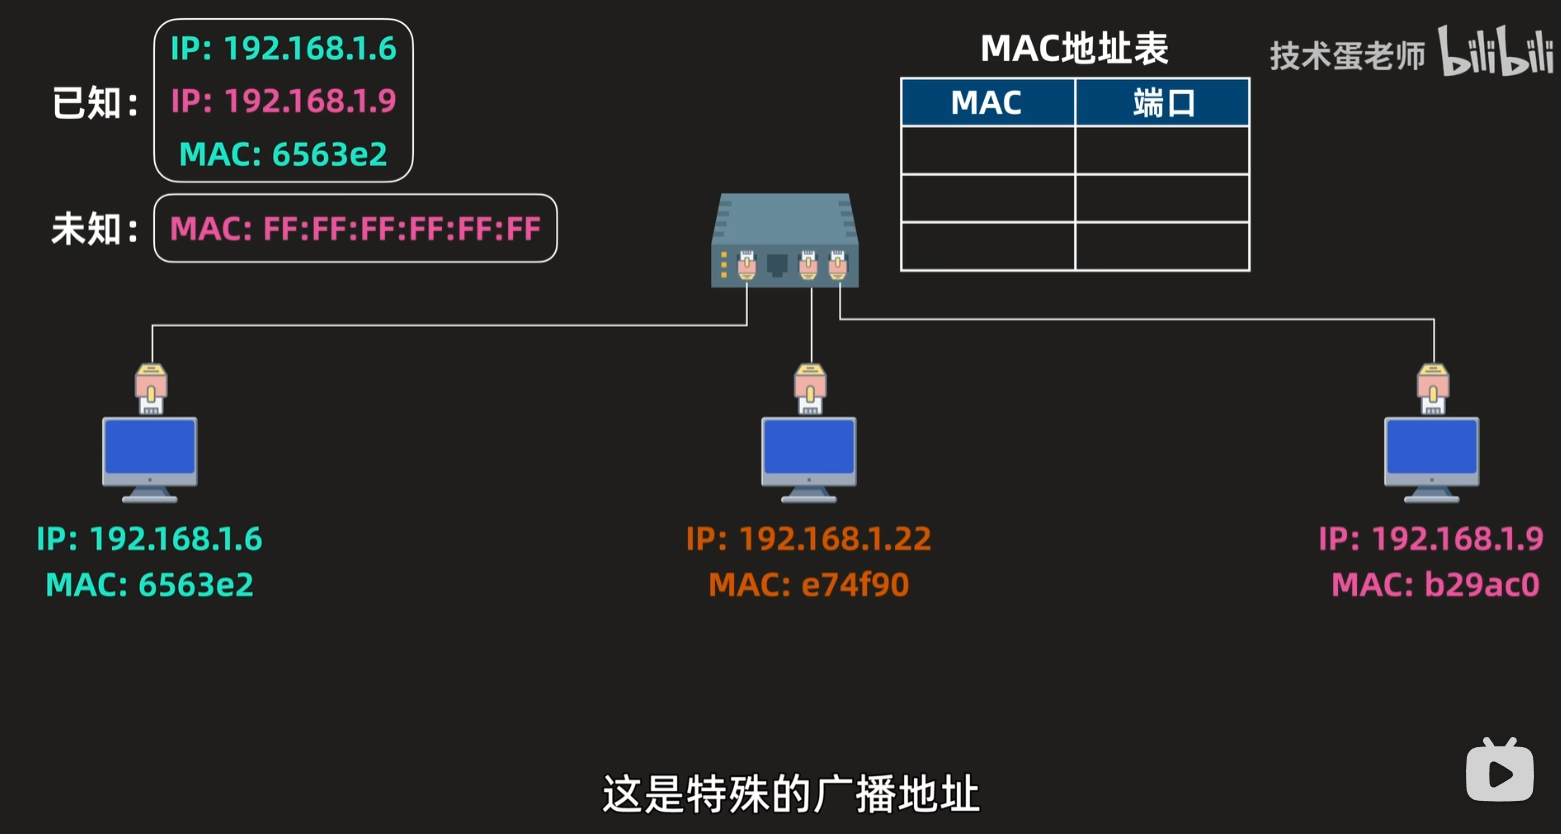 已知：
IP: 192.168.1.6
IP: 192.168.1.9
MAC: 6563e2
未知：
MAC: FF:FF:FF:FF:FF:FF
MAC地址表
MAC 端口
技术蛋老师 bilibili
IP: 192.168.1.6
MAC: 6563e2
IP: 192.168.1.22
MAC: e74f90
IP: 192.168.1.9
MAC: b29ac0
这是特殊的广播地址